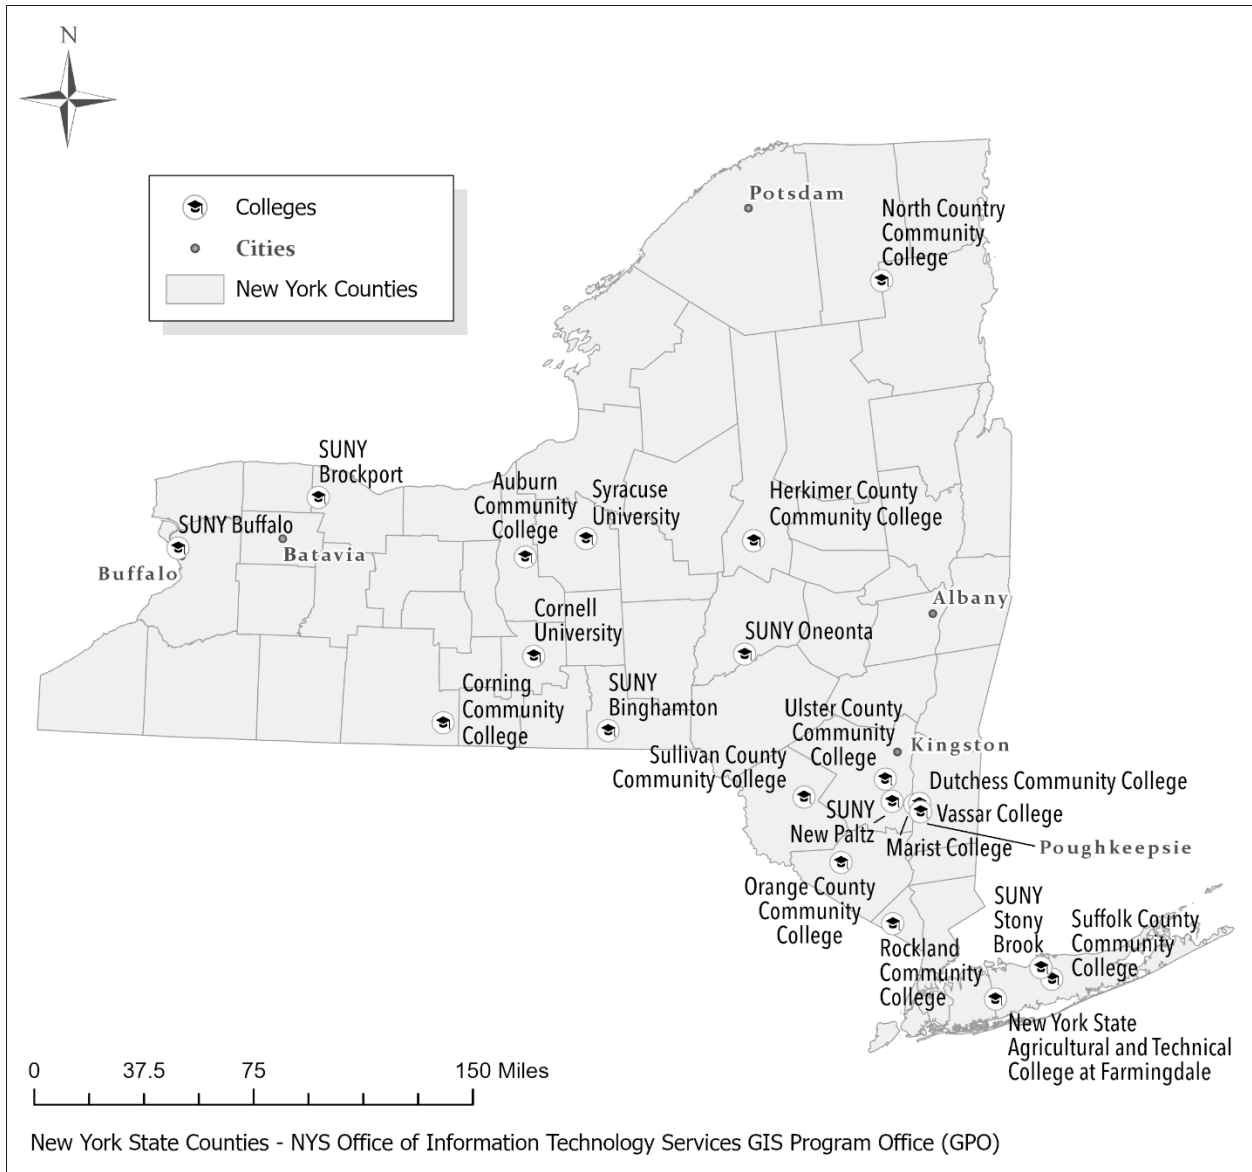 N
Colleges
Cities
New York Counties
Potsdam
North Country
Community
College
SUNY
Brockport
Auburn
Community
College
Syracuse
University
Herkimer County
Community College
SUNY Buffalo
Batavia
Buffalo
Albany
Cornell
University
SUNY Oneonta
Corning
Community
College
SUNY
Binghamton
Ulster County
Community
College
Kingston
Sullivan County
Community College
Dutchess Community College
SUNY
New Paltz
Vassar College
Marist College
Poughkeepsie
Orange County
Community
College
SUNY
Stony
Brook
Suffolk County
Community
College
Rockland
Community
College
New York State
Agricultural and Technical
College at Farmingdale
0 37.5 75 150 Miles
New York State Counties - NYS Office of Information Technology Services GIS Program Office (GPO)